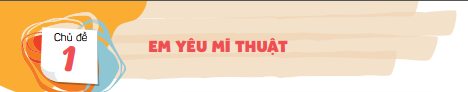 Chủ đề
1
EM YÊU MĨ THUẬT